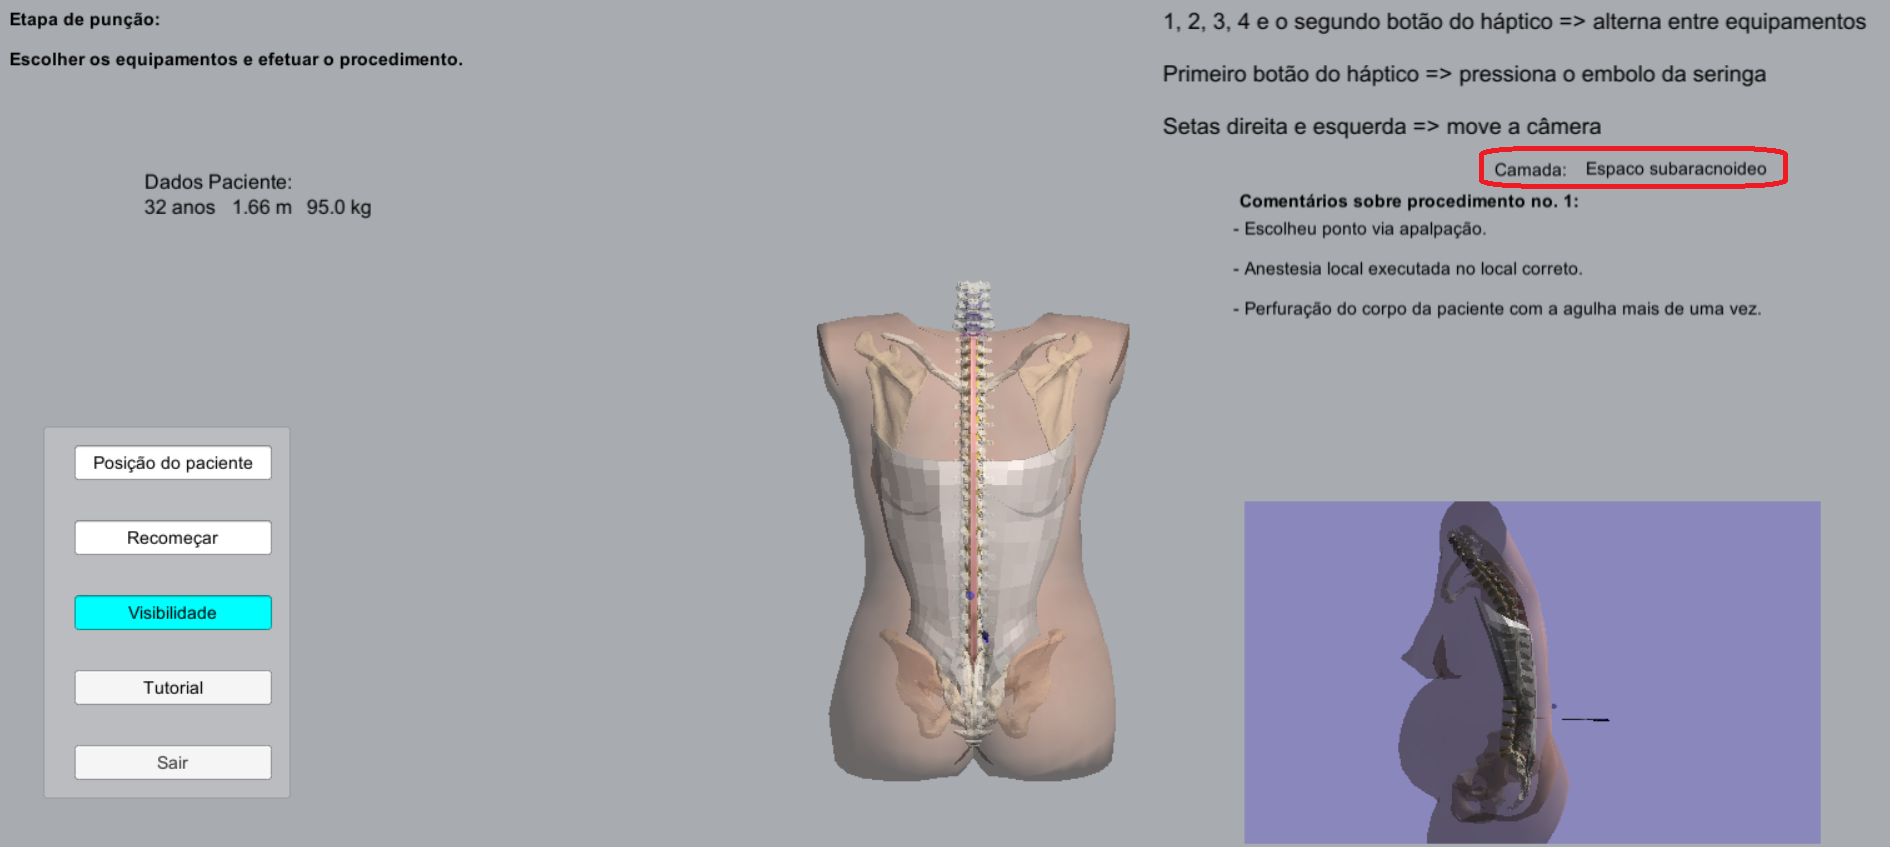 Etapa de punção:
Escolher os equipamentos e efetuar o procedimento.
1, 2, 3, 4 e o segundo botão do háptico => alterna entre equipamentos
Primeiro botão do háptico => pressiona o embolo da seringa
Setas direita e esquerda => move a câmera
Camada: Espaco subaracnoideo
Comentários sobre procedimento no. 1:
- Escolheu ponto via apalpação.
- Anestesia local executada no local correto.
- Perfuração do corpo da paciente com a agulha mais de uma vez.
Dados Paciente:
32 anos 1.66 m 95.0 kg
Posição do paciente
Recomeçar
Visibilidade
Tutorial
Sair